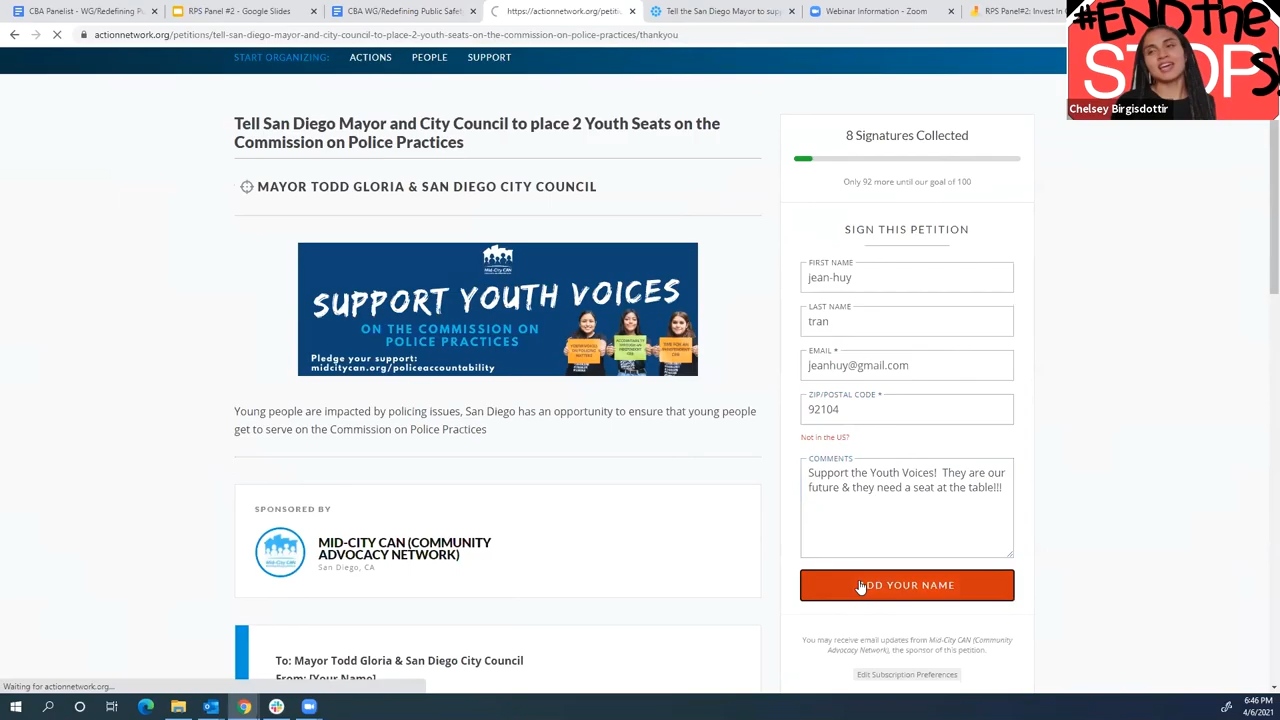 CBA Panelist - WG/Redefining Pu
RPS Panel #2 - Google Slides
CBA WG/Redefining Public Safet
https://actionnetwork.org/petiti
Tell the San Diego Mayor to sup
Webinar Information - Zoom
RPS Panel#2: Invest In
actionnetwork.org/petitions/tell-san-diego-mayor-and-city-council-to-place-2-youth-seats-on-the-commission-on-police-practices/thankyou
#ENDthe
STOPS
Chelsey Birgisdottir
START ORGANIZING:
ACTIONS
PEOPLE
SUPPORT
Tell San Diego Mayor and City Council to place 2 Youth Seats on the
Commission on Police Practices
MAYOR TODD GLORIA & SAN DIEGO CITY COUNCIL
Mid-City CAN
SUPPORT YOUTH VOICES
ON THE COMMISSION ON
POLICE PRACTICES
Pledge your support:
midcitycan.org/policeaccountability
Young people are impacted by policing issues, San Diego has an opportunity to ensure that young people
get to serve on the Commission on Police Practices
SPONSORED BY
MID-CITY CAN (COMMUNITY
ADVOCACY NETWORK)
San Diego, CA
To: Mayor Todd Gloria & San Diego City Council
From: [Your Name]
8 Signatures Collected
Only 92 more until our goal of 100
SIGN THIS PETITION
FIRST NAME
jean-huy
LAST NAME
tran
EMAIL *
jeanhuy@gmail.com
ZIP/POSTAL CODE *
92104
Not in the US?
COMMENTS
Support the Youth Voices! They are our
future & they need a seat at the table!!!
ADD YOUR NAME
You may receive email updates from Mid-City CAN (Community
Advocacy Network), the sponsor of this petition.
Edit Subscription Preferences
Waiting for actionnetwork.org...
6:46 PM
4/6/2021